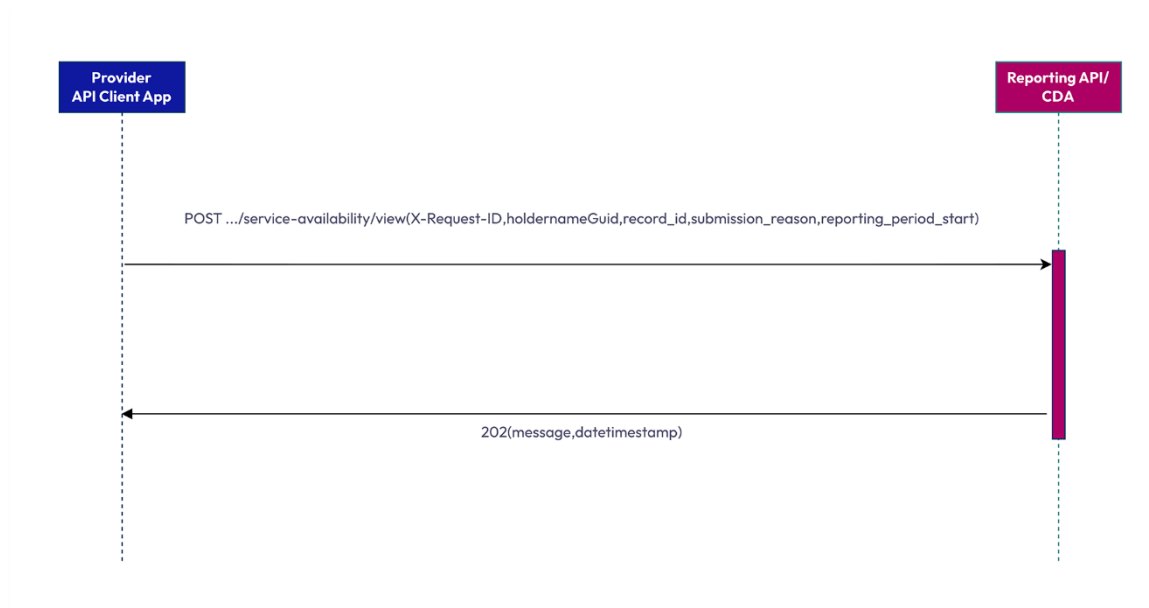 Provider
API Client App
Reporting API/
CDA
POST .../service-availability/view(X-Request-ID,holdernameGuid,record_id,submission_reason,reporting_period_start)
202(message,datetimestamp)